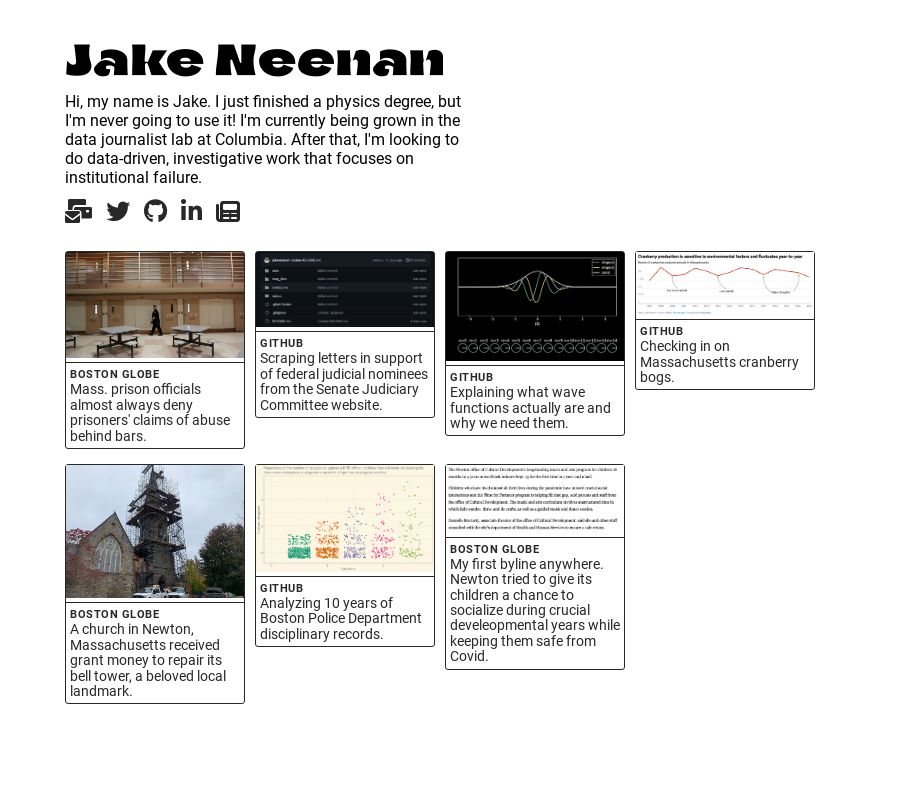 Jake Neenan
Hi, my name is Jake. I just finished a physics degree, but
I'm never going to use it! I'm currently being grown in the
data journalist lab at Columbia. After that, I'm looking to
do data-driven, investigative work that focuses on
institutional failure.
BOSTON GLOBE
Mass. prison officials
almost always deny
prisoners' claims of abuse
behind bars.
GITHUB
Scraping letters in support
of federal judicial nominees
from the Senate Judiciary
Committee website.
GITHUB
Explaining what wave
functions actually are and
why we need them.
Cranberry production is sensitive to environmental factors and fluctuates year-to-year
GITHUB
Checking in on
Massachusetts cranberry
bogs.
BOSTON GLOBE
A church in Newton,
Massachusetts received
grant money to repair its
bell tower, a beloved local
landmark.
GITHUB
Analyzing 10 years of
Boston Police Department
disciplinary records.
BOSTON GLOBE
My first byline anywhere.
Newton tried to give its
children a chance to
socialize during crucial
develeopmental years while
keeping them safe from
Covid.